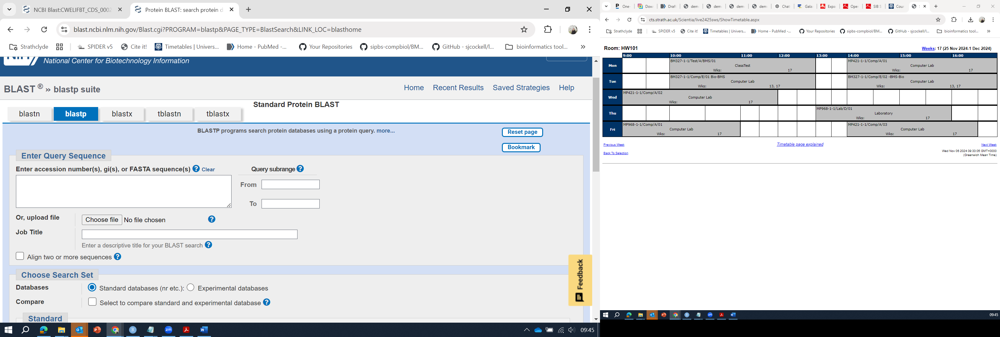 NCBI Blast:CWELIFBT_CDS_0002
Protein BLAST: search protein d
blast.ncbi.nlm.nih.gov/Blast.cgi?PROGRAM=blastp&PAGE_TYPE=BlastSearch&LINK_LOC=blasthome
Strathclyde
SPIDER v5
Cite it!
Timetables | Univers...
Home - PubMed -...
Your Repositories
sipbs-compbiol/BM...
GitHub - sjcockell/l...
bioinformatics tool...
»
National Center for Biotechnology Information
BLAST ® » blastp suite
Home
Recent Results
Saved Strategies
Help
Standard Protein BLAST
blastn
blastp
blastx
tblastn
tblastx
BLASTP programs search protein databases using a protein query. more...
Reset page
Bookmark
Enter Query Sequence
Enter accession number(s), gi(s), or FASTA sequence(s) ? Clear
Query subrange ?
From
To
Or, upload file
Choose file No file chosen
?
Job Title
Enter a descriptive title for your BLAST search ?
Align two or more sequences ?
Choose Search Set
Databases
Standard databases (nr etc.):
Experimental databases
Compare
Select to compare standard and experimental database ?
Standard
Feedback
09:45
One
Dow
Draft
dem
dem
dem
dem
Chat
Gala
Expa
Ope
SIB S
Cour
cts.strath.ac.uk/Scientia/live2425sws/ShowTimetable.aspx
Strathclyde
SPIDER v5
Cite it!
Timetables | Univers...
Home - PubMed -...
Your Repositories
sipbs-compbiol/BM...
GitHub - sjcockell/l...
bioinformatics tool...
»
Room: HW101
Weeks: 17 (25 Nov 2024-1 Dec 2024)
9:00 10:00 11:00 12:00 13:00 14:00 15:00 16:00
Mon
BM327-1-1/Test/A/BMS/01
ClassTest
Wks: 17
MP421-1-1/Comp/A/01
Computer Lab
Wks: 17
Tue
BM327-1-1/Comp/E/01 Bio-BMS
Computer Lab
Wks: 13, 17
BM327-1-1/Comp/E/02 -BMS-Bio
Computer Lab
Wks: 13, 17
Wed
MP421-1-1/Comp/A/02
Computer Lab
Wks: 17
Thu
MP968-1-1/Lab/D/01
Laboratory
Wks: 17
Fri
MP968-1-1/Comp/A/01
Computer Lab
Wks: 17
MP421-1-1/Comp/A/03
Computer Lab
Wks: 17
Previous Week
Timetable page explained
Next Week
Back To Selection
Wed Nov 06 2024 09:33:05 GMT+0000
(Greenwich Mean Time)
09:45